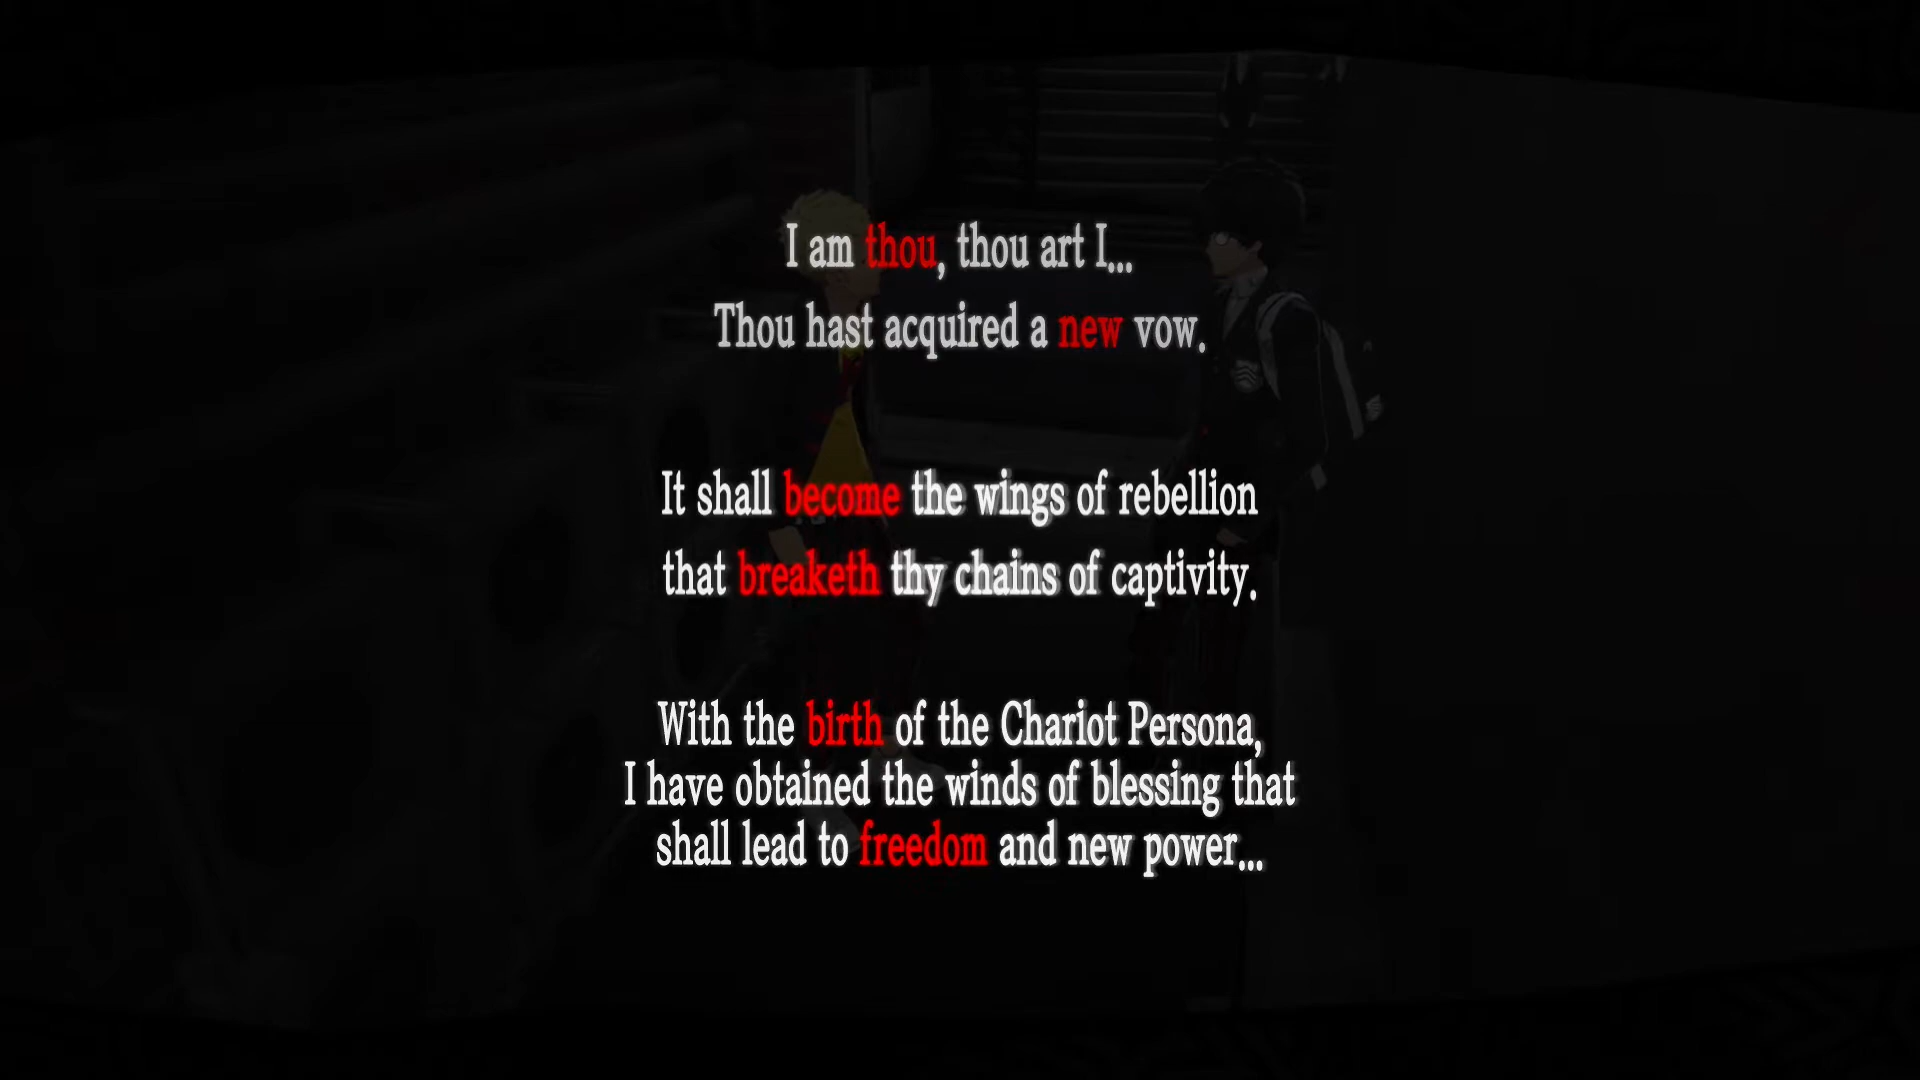 I am thou, thou art I...
Thou hast acquired a new vow.
It shall become the wings of rebellion
that breaketh thy chains of captivity.
With the birth of the Chariot Persona,
I have obtained the winds of blessing that
shall lead to freedom and new power...